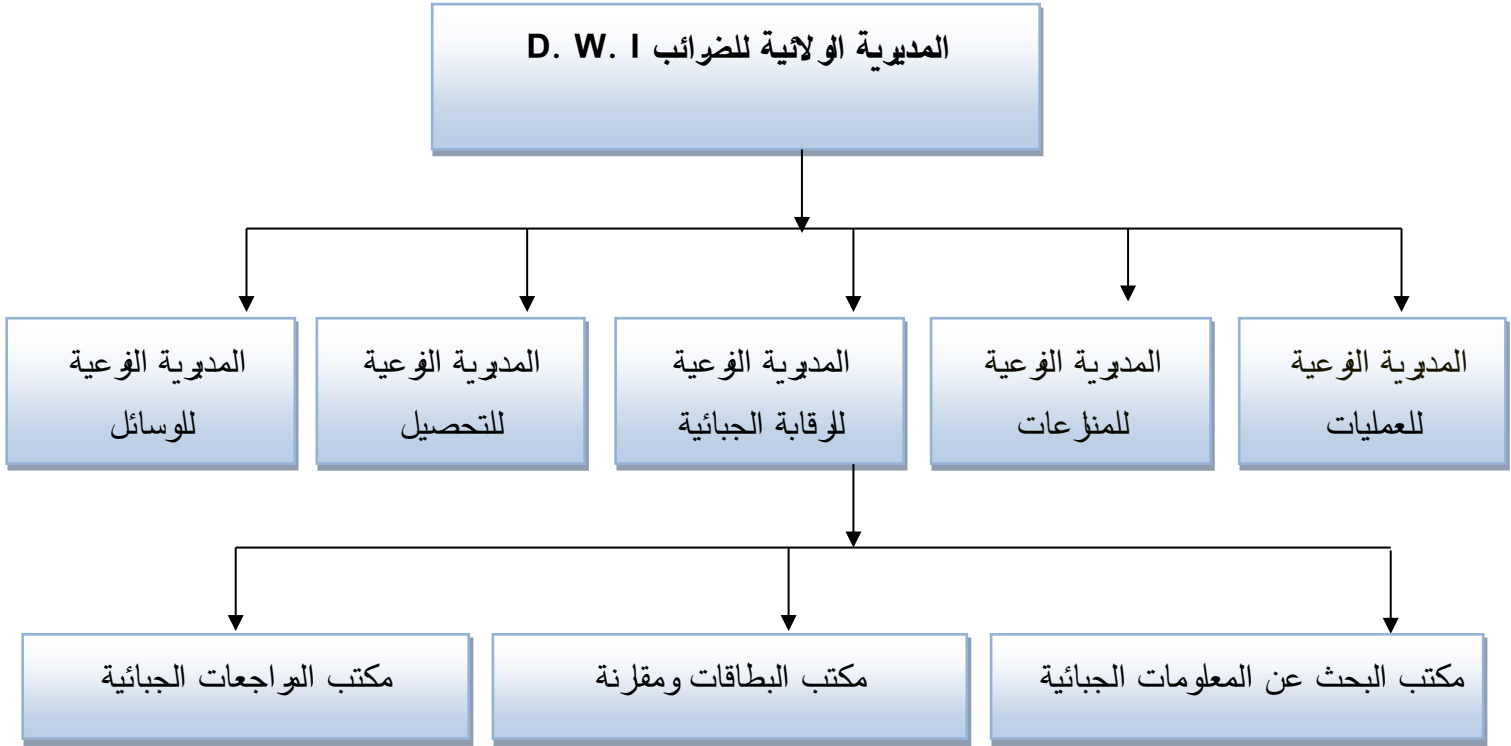 المديرية الولائية للضرائب D. W. I
المديرية الفرعية للعمليات
المديرية الفرعية للمنزعات
المديرية الفرعية للرقابة الجبائية
المديرية الفرعية للتحصيل
المديرية الفرعية للوسائل
مكتب البحث عن المعلومات الجبائية
مكتب البطاقات ومقارنة
مكتب المراجعات الجبائية